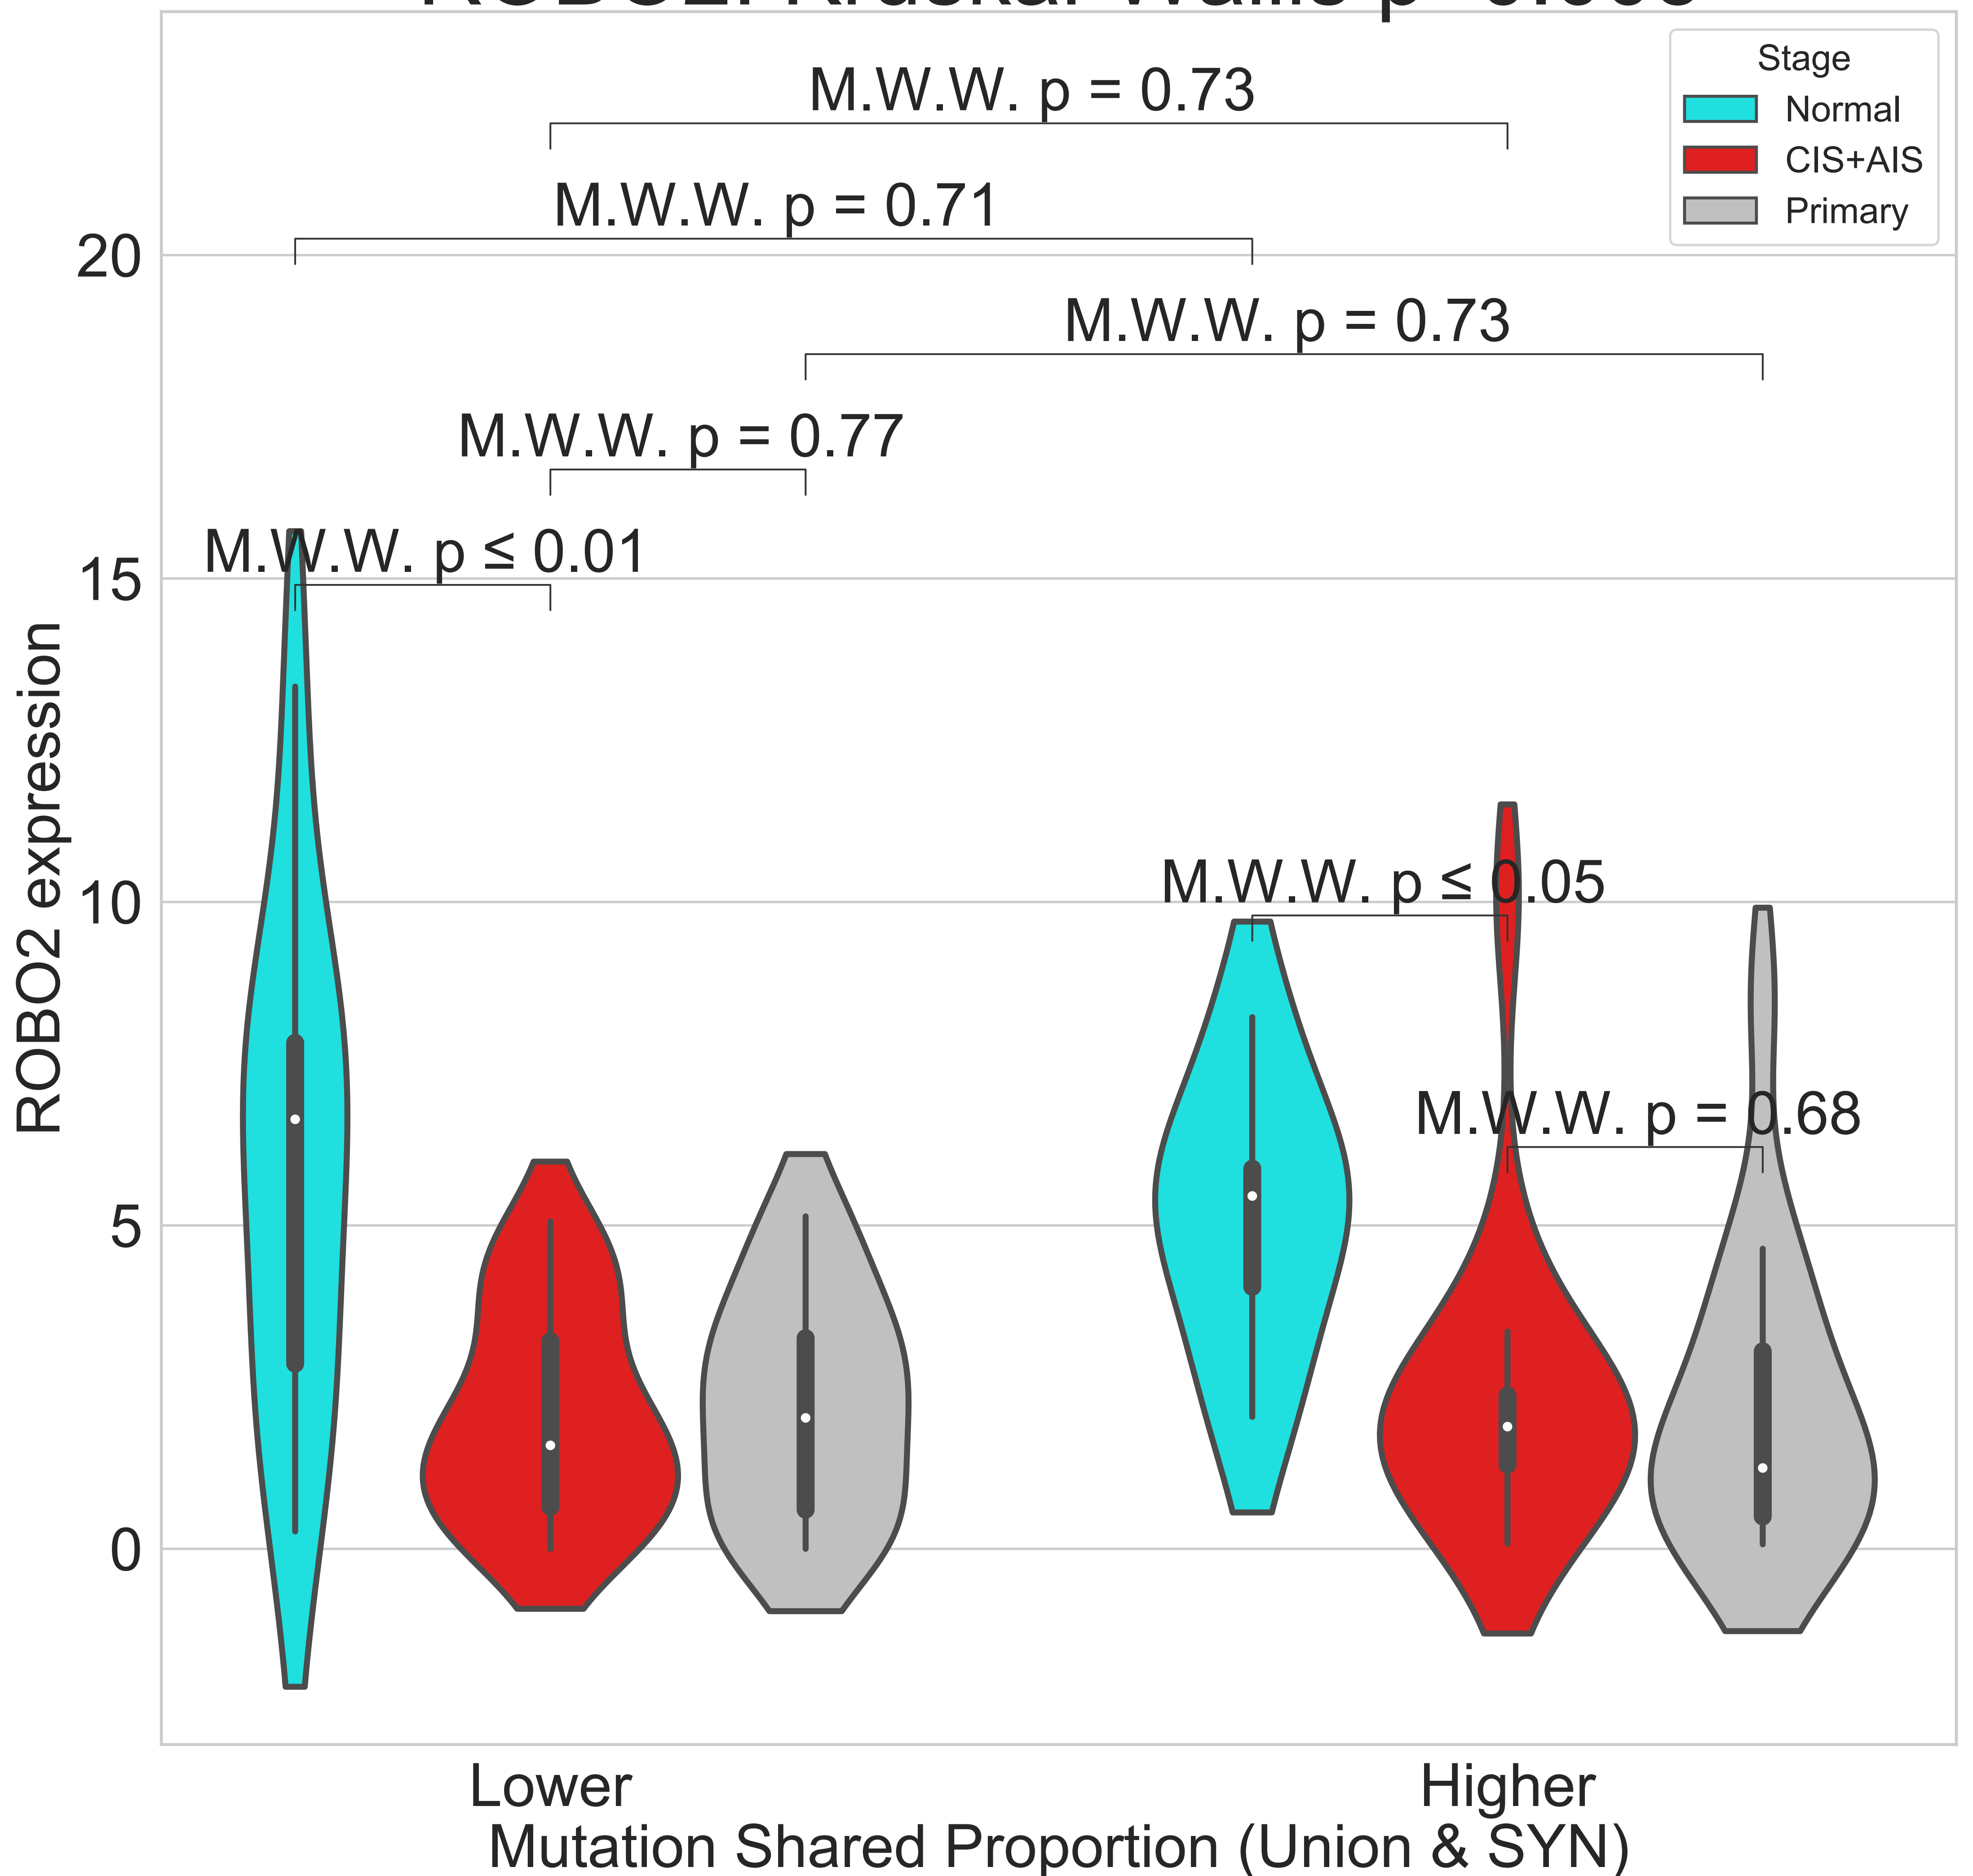 Stage
Normal
CIS+AIS
Primary
M.W.W. p = 0.73
M.W.W. p = 0.71
M.W.W. p = 0.73
M.W.W. p = 0.77
M.W.W. p ≤ 0.01
M.W.W. p ≤ 0.05
M.W.W. p = 0.68
20
15
10
5
0
ROBO2 expression
Lower
Higher
Mutation Shared Proportion (Union & SYN)